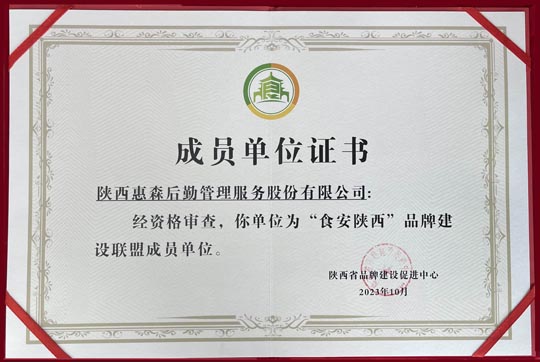 成员单位证书
陕西惠森后勤管理服务股份有限公司:
经资格审查，你单位为“食安陕西”品牌建
设联盟成员单位。
陕西省品牌建设促进中心
2023年10月